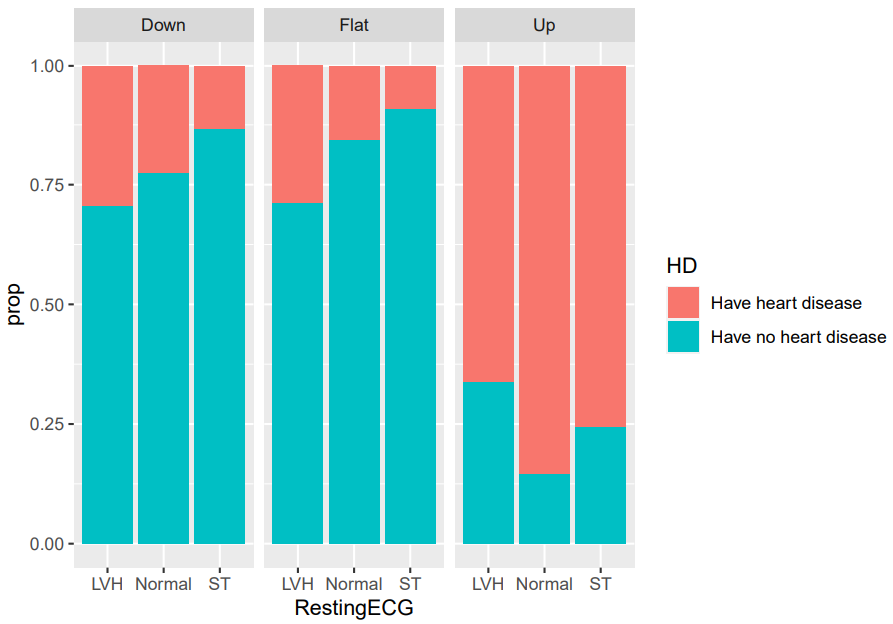 Down Flat Up
1.00
0.75
0.50
0.25
0.00
prop
LVH Normal ST LVH Normal ST LVH Normal ST
RestingECG
HD
Have heart disease
Have no heart disease